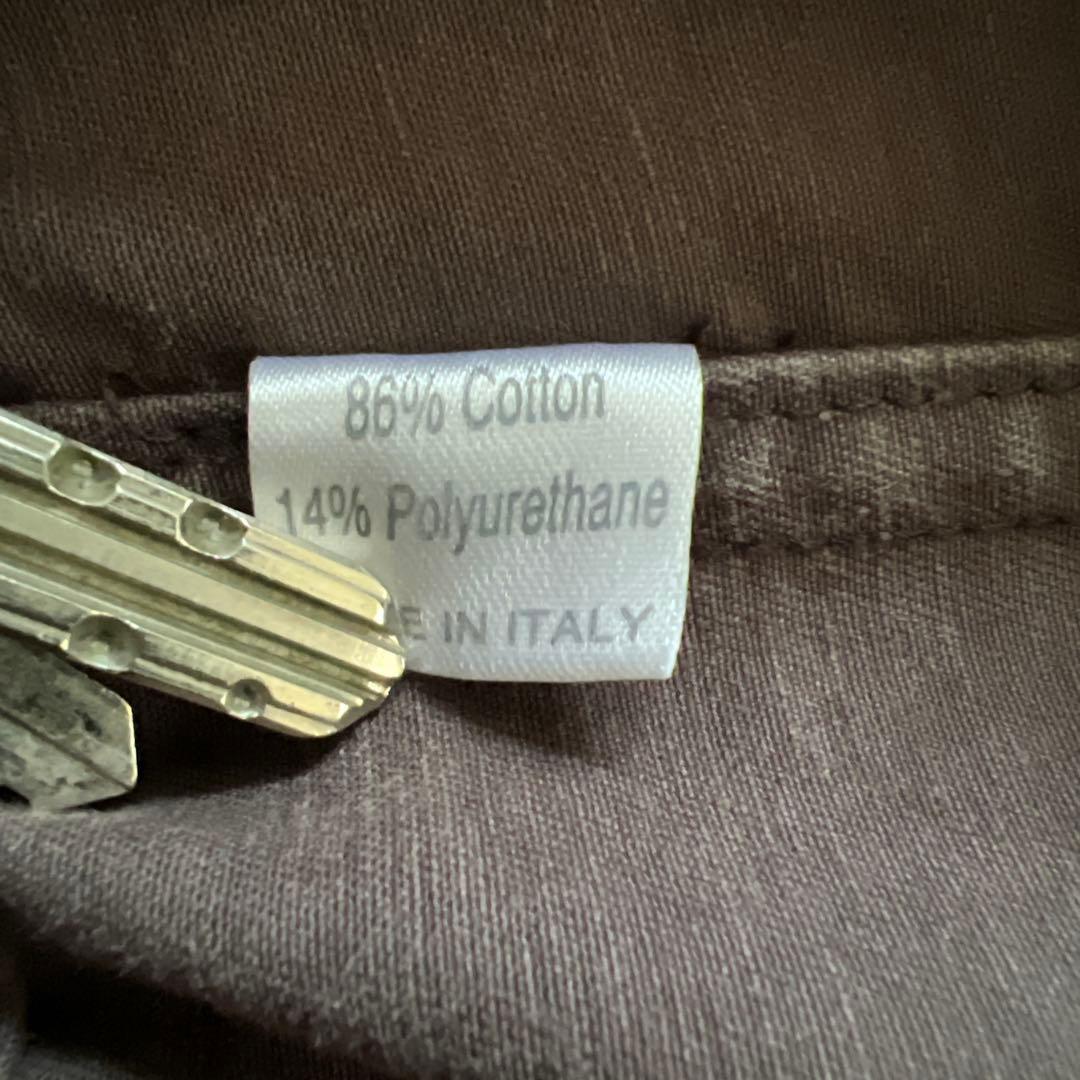 86% Cotton
14% Polyurethane
E IN ITALY